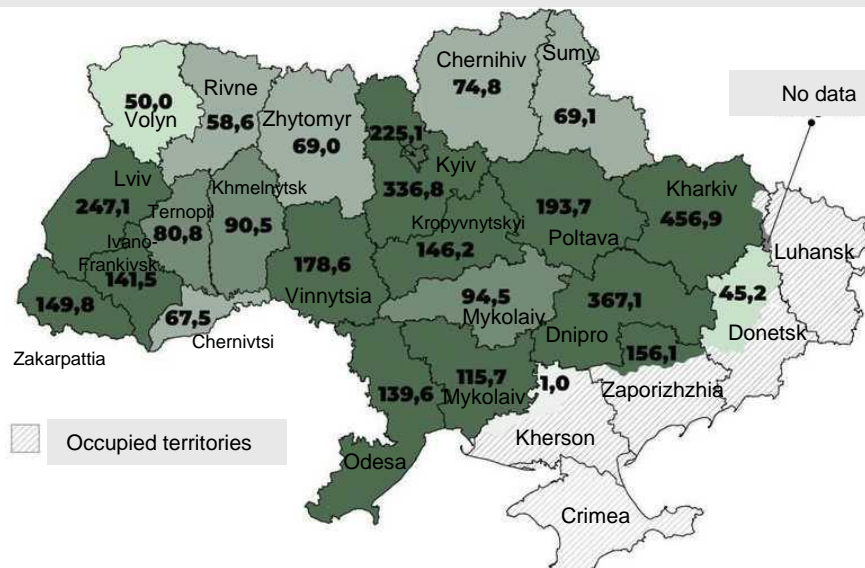 Chernihiv
74,8
Sumy
69,1
No data
Rivne
58,6
50,0
Volyn
Zhytomyr
69,0
225,1
Kyiv
336,8
Lviv
247,1
Khmelnytsk
90,5
Ternopil
80,8
Kropyvnytskyi
146,2
193,7
Poltava
Kharkiv
456,9
Luhansk
Ivano-
Frankivsk
141,5
149,8
Zakarpattia
67,5
Chernivtsi
178,6
Vinnytsia
94,5
Mykolaiv
367,1
Dnipro
45,2
Donetsk
156,1
Zaporizhzhia
139,6
Odesa
115,7
Mykolaiv
1,0
Kherson
Occupied territories
Crimea